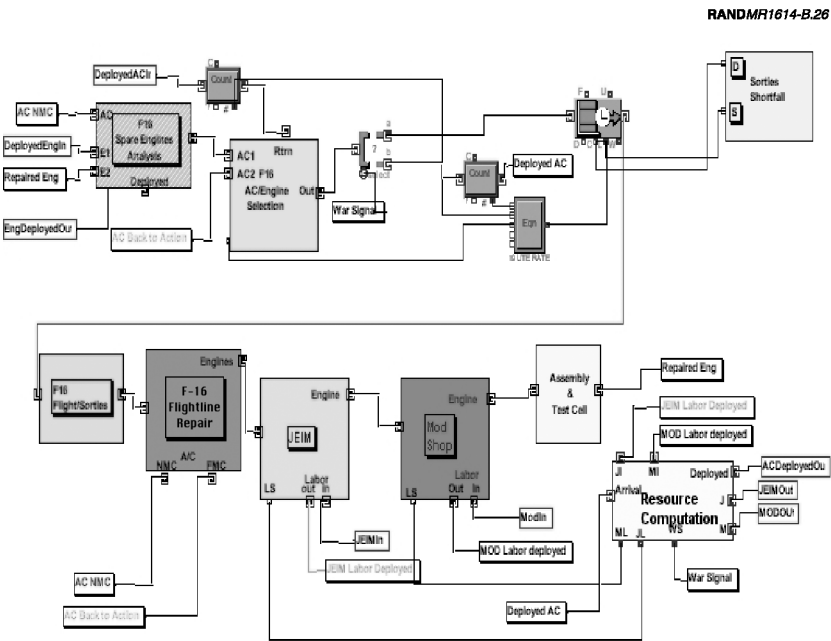 RANDMR1614-B.26
DeployedACIr
C
Count
#
AC NMC
DeployedEngIn
Repaired Eng
EngDeployedOut
AC
E1
E2
F16
Spare Engines
Analysis
Deployed
AC Back to Action
Rtrn
AC1
AC2 F16
AC/Engine
Selection
Out
a
?
b
select
War Signal
C
Count
#
Deployed AC
Eqn
F
U
D
D
Sorties
Shortfall
S
F16
Flight/Sorties
Engines
F-16
Flightline
Repair
A/C
NMC
FMC
AC NMC
AC Back to Action
Engine
JEIM
Labor
LS
out
In
JEIMIn
JEIM Labor Deployed
Engine
Mod
Shop
Labor
LS
Out
In
ModIn
MOD Labor deployed
Assembly
&
Test Cell
Repaired Eng
JEIM Labor Deployed
MOD Labor deployed
JI
MI
Deployed
ACDeployedOu
Arrival
Resource
Computation
J
JEIMOut
M
MODOUt
ML
JL
WS
War Signal
Deployed AC